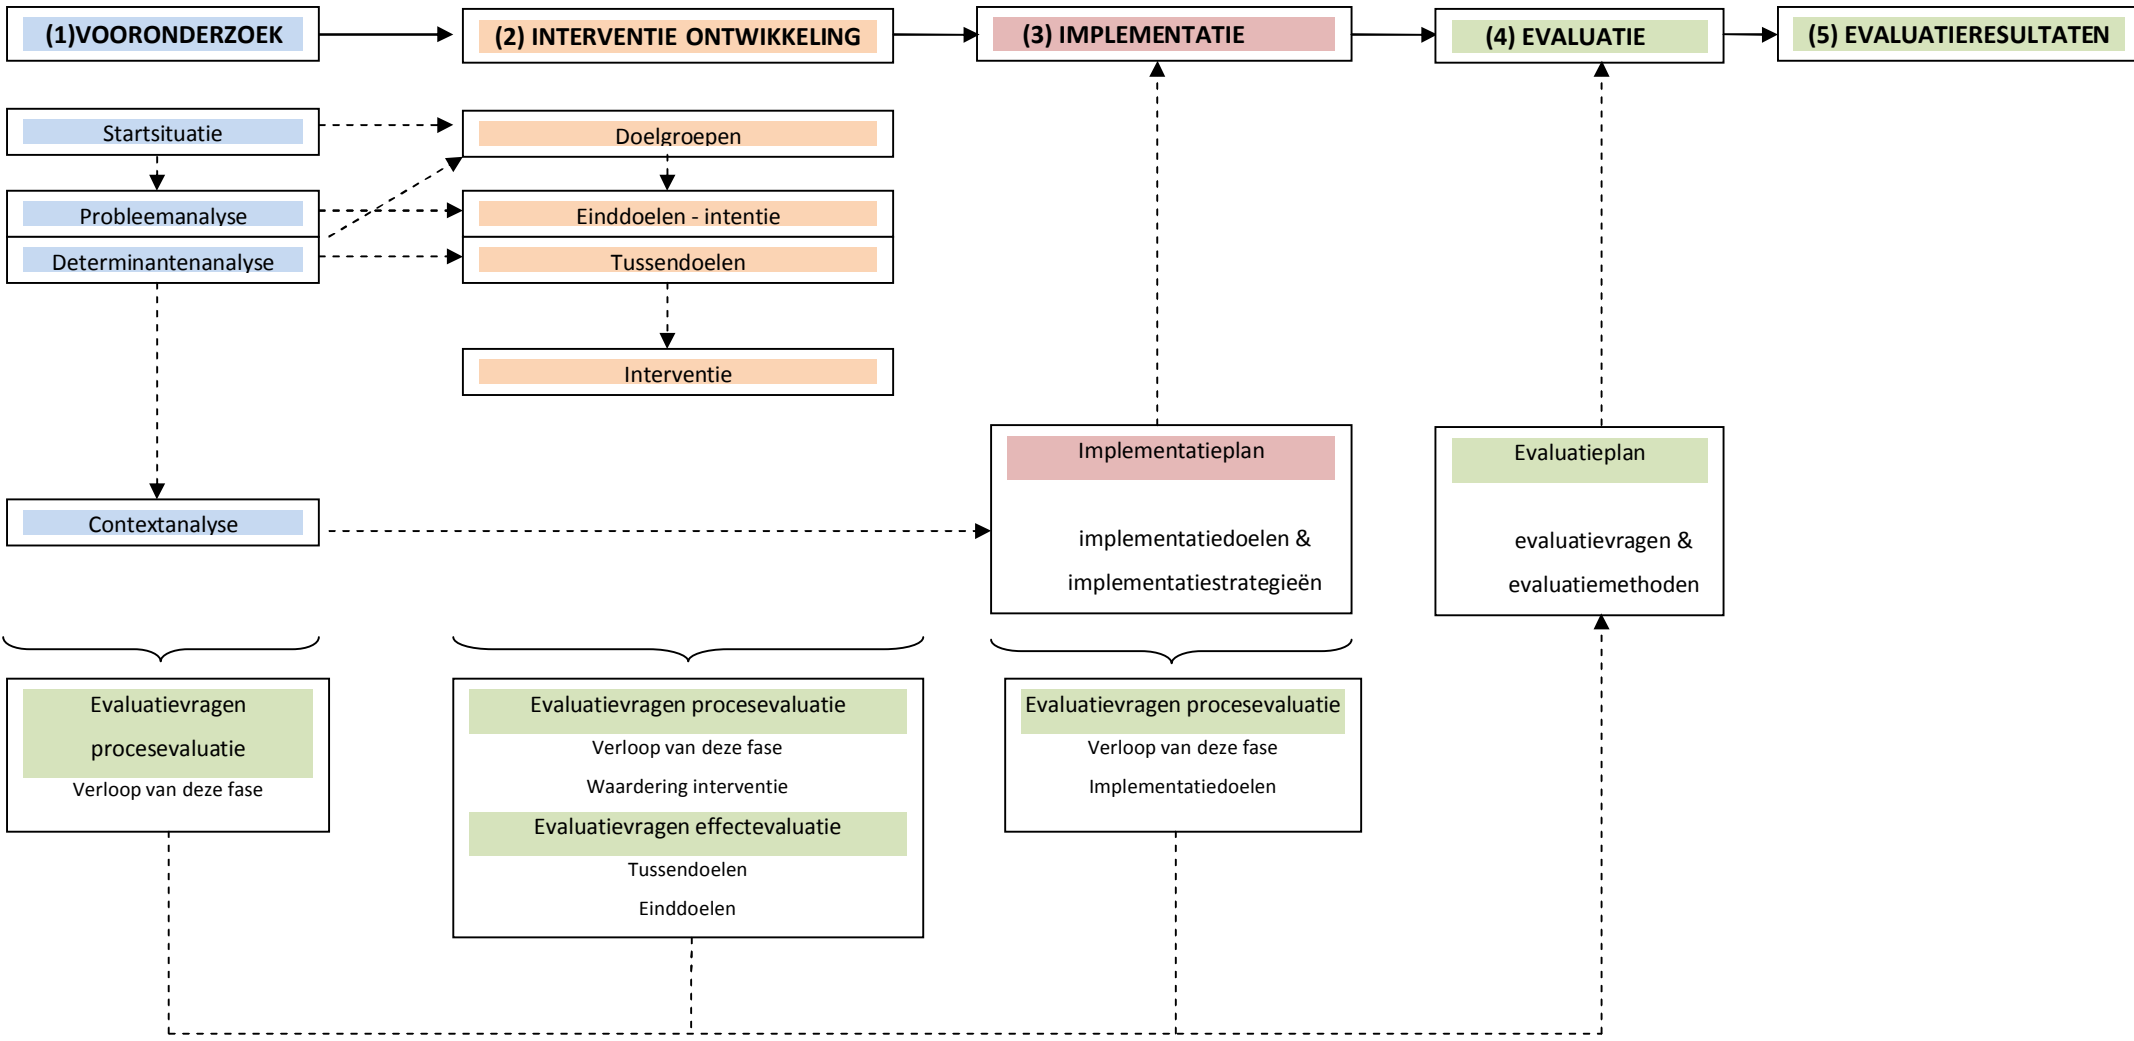 (1)VOORONDERZOEK
(2) INTERVENTIE ONTWIKKELING
(3) IMPLEMENTATIE
(4) EVALUATIE
(5) EVALUATIERESULTATEN
Startsituatie
Doelgroepen
Probleemanalyse
Einddoelen - intentie
Determinantenanalyse
Tussendoelen
Interventie
Contextanalyse
Implementatieplan
implementatiedoelen &
implementatiestrategieën
Evaluatieplan
evaluatievragen &
evaluatiemethoden
Evaluatievragen
procesevaluatie
Verloop van deze fase
Evaluatievragen procesevaluatie
Verloop van deze fase
Waardering interventie
Evaluatievragen effectevaluatie
Tussendoelen
Einddoelen
Evaluatievragen procesevaluatie
Verloop van deze fase
Implementatiedoelen